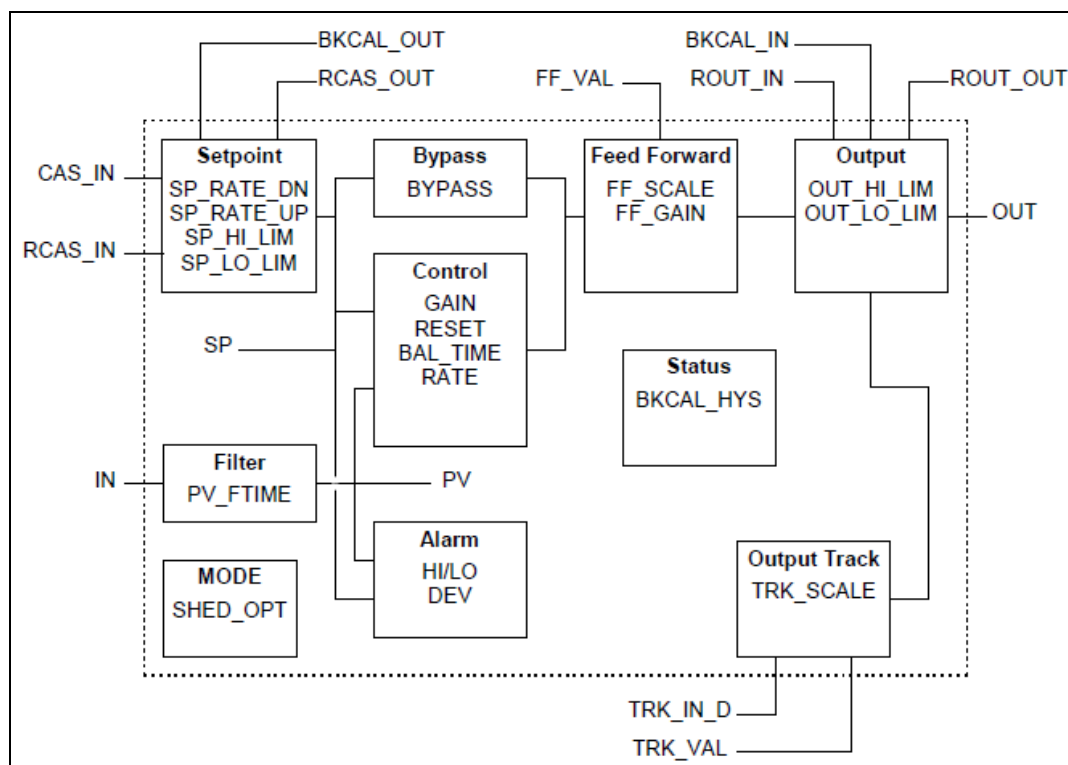 BKCAL_OUT
BKCAL_IN
RCAS_OUT
FF_VAL
ROUT_IN
ROUT_OUT
CAS_IN
RCAS_IN
Setpoint
SP_RATE_DN
SP_RATE_UP
SP_HI_LIM
SP_LO_LIM
Bypass
BYPASS
Feed Forward
FF_SCALE
FF_GAIN
Output
OUT_HI_LIM
OUT_LO_LIM
OUT
SP
Control
GAIN
RESET
BAL_TIME
RATE
Status
BKCAL_HYS
IN
Filter
PV_FTIME
PV
Alarm
HI/LO
DEV
MODE
SHED_OPT
Output Track
TRK_SCALE
TRK_IN_D
TRK_VAL